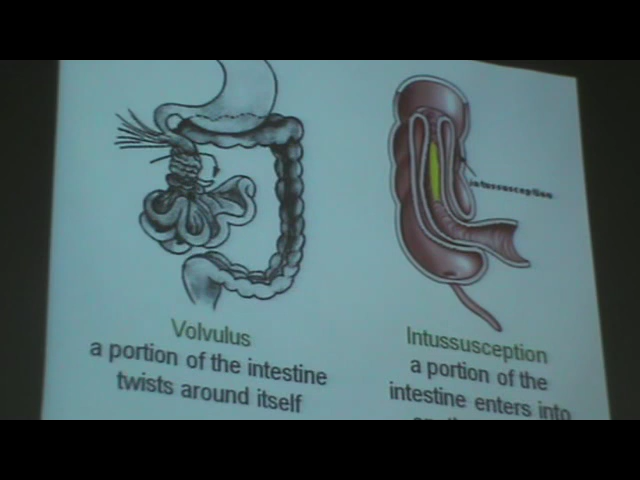 intussusception
Volvulus
a portion of the intestine
twists around itself
Intussusception
a portion of the
intestine enters into